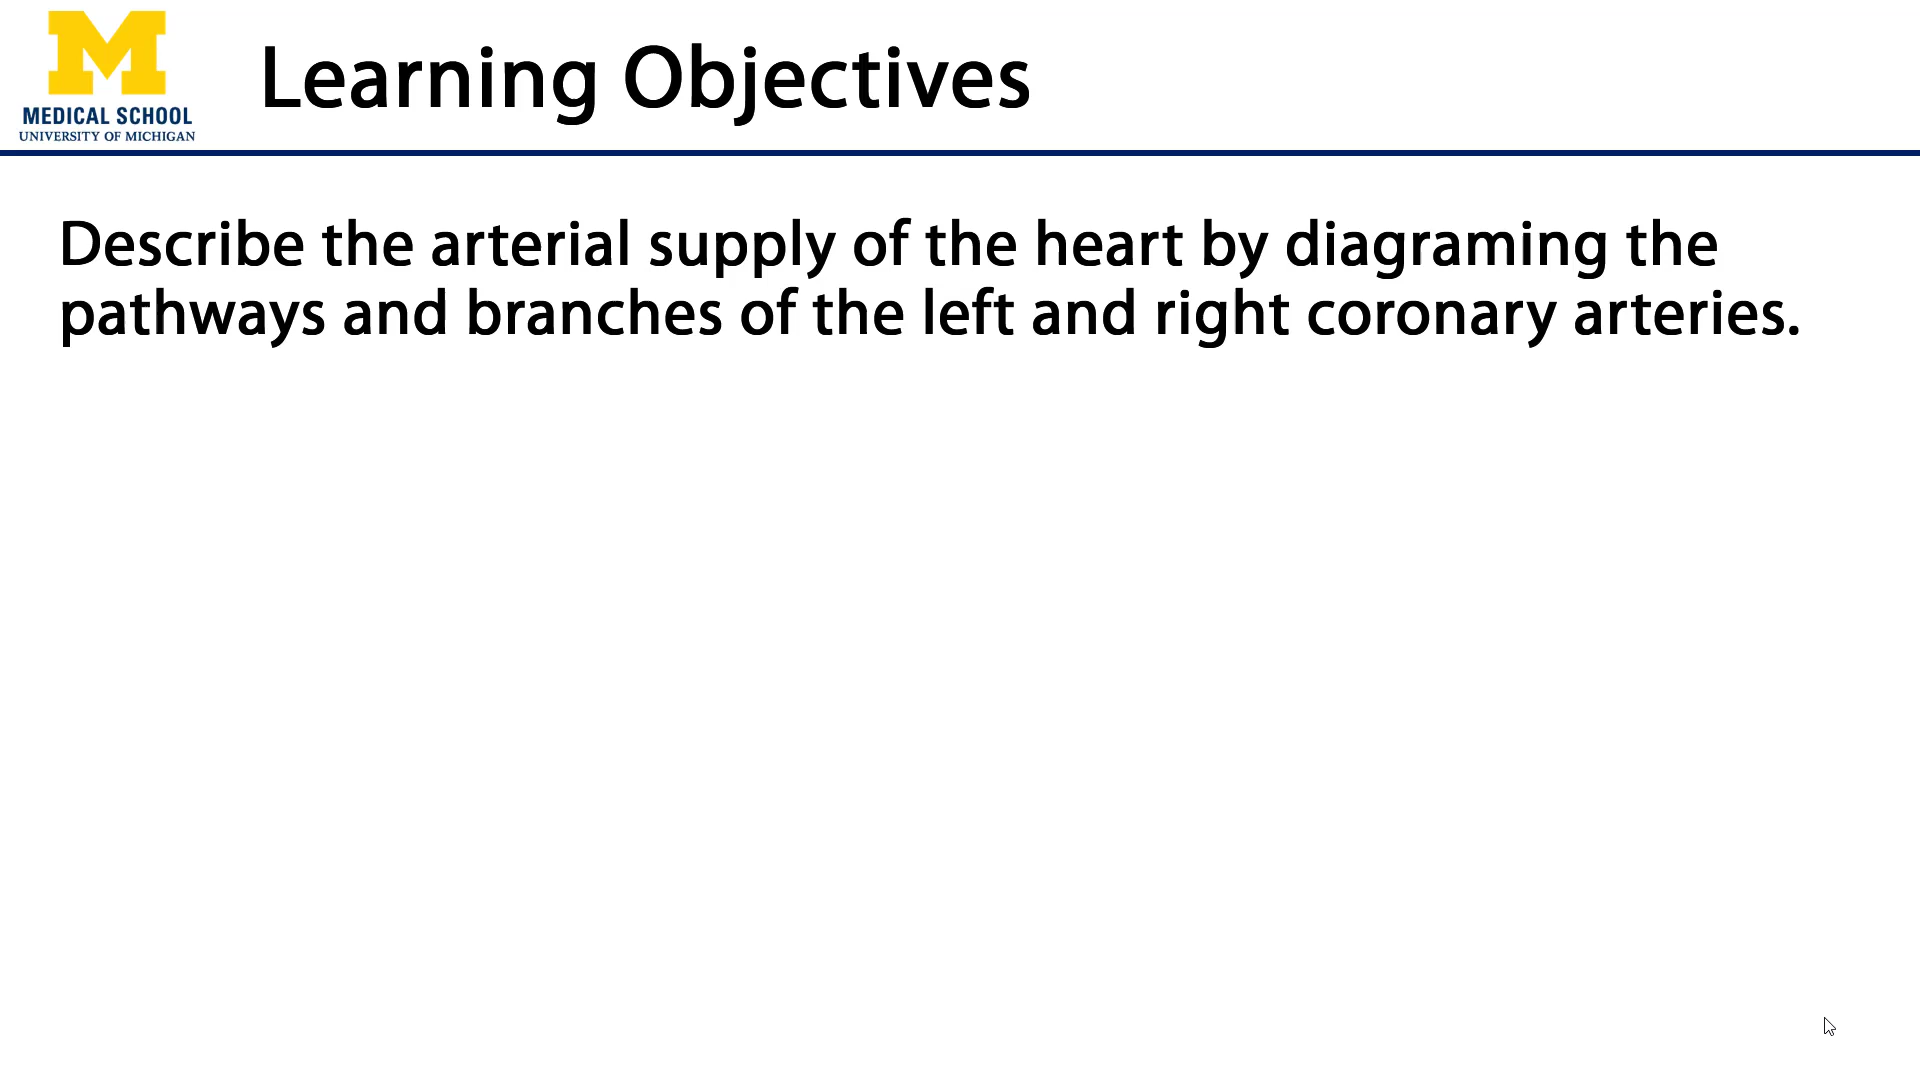 M
MEDICAL SCHOOL
UNIVERSITY OF MICHIGAN
Learning Objectives
Describe the arterial supply of the heart by diagraming the
pathways and branches of the left and right coronary arteries.